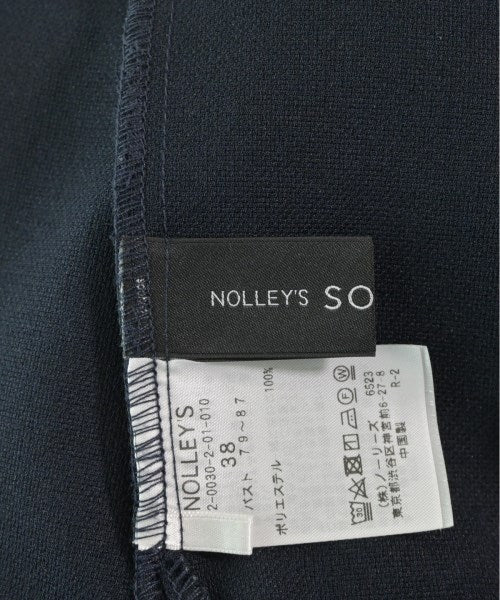 NOLLEY'S SO
NOLLEY'S
2-0030-2-01-010
38
バスト 79~87
ポリエステル 100%
30
6523
(株)ノーリーズ R-2
東京都渋谷区神宮前6-27-8
中国製